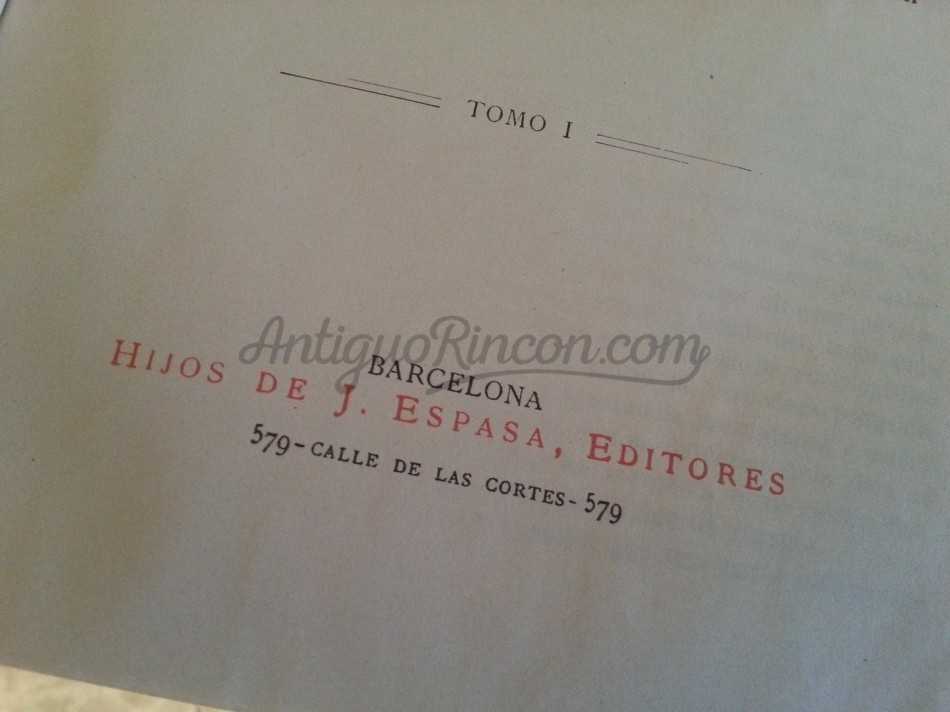 TOMO I
AntiguoRincon.com
BARCELONA
HIJOS DE J. ESPASA, EDITORES
579-CALLE DE LAS CORTES-579